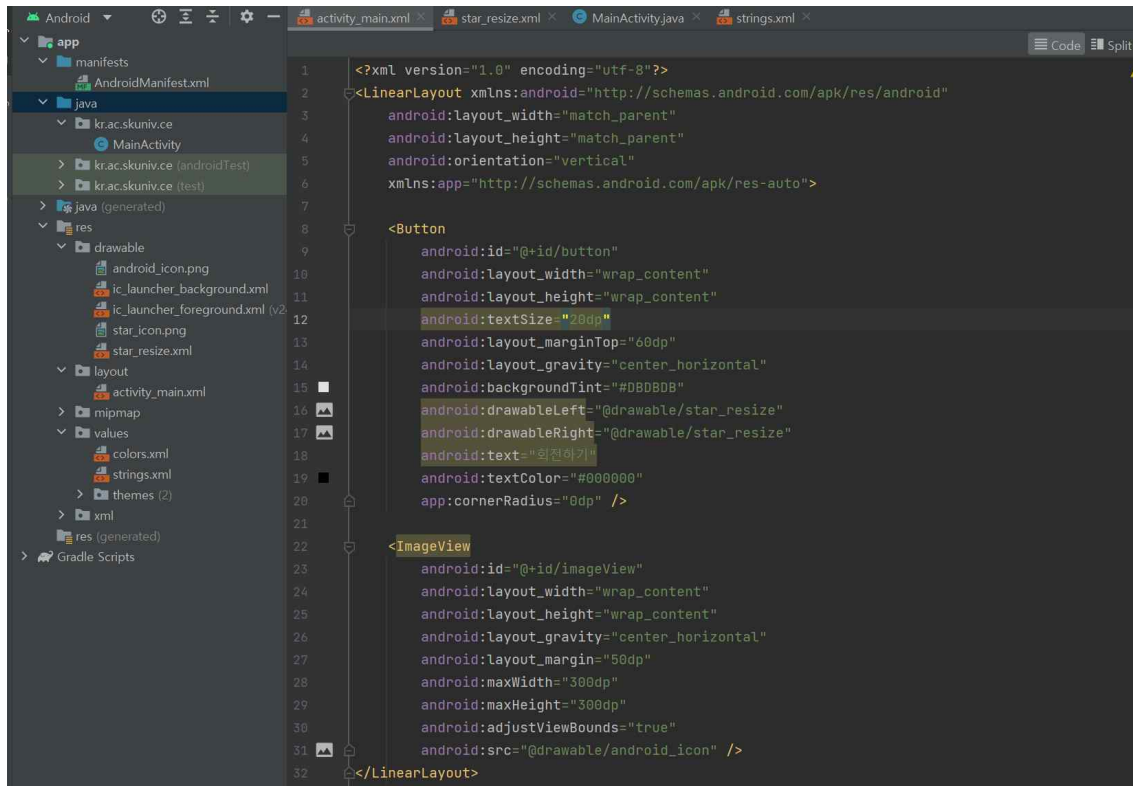 Android
app
manifests
AndroidManifest.xml
java
kr.ac.skuniv.ce
MainActivity
kr.ac.skuniv.ce (androidTest)
kr.ac.skuniv.ce (test)
java (generated)
res
drawable
android_icon.png
ic_launcher_background.xml
ic_launcher_foreground.xml (v2
star_icon.png
star_resize.xml
layout
activity_main.xml
mipmap
values
colors.xml
strings.xml
themes (2)
xml
res (generated)
Gradle Scripts
activity_main.xml
star_resize.xml
MainActivity.java
strings.xml
Code
Split
1 <?xml version="1.0" encoding="utf-8"?>
2 <LinearLayout xmlns:android="http://schemas.android.com/apk/res/android"
3 android:layout_width="match_parent"
4 android:layout_height="match_parent"
5 android:orientation="vertical"
6 xmlns:app="http://schemas.android.com/apk/res-auto">
7
8 <Button
9 android:id="@+id/button"
10 android:layout_width="wrap_content"
11 android:layout_height="wrap_content"
12 android:textSize="20dp"
13 android:layout_marginTop="60dp"
14 android:layout_gravity="center_horizontal"
15 android:backgroundTint="#DBDBDB"
16 android:drawableLeft="@drawable/star_resize"
17 android:drawableRight="@drawable/star_resize"
18 android:text="회전하기"
19 android:textColor="#000000"
20 app:cornerRadius="0dp" />
21
22 <ImageView
23 android:id="@+id/imageView"
24 android:layout_width="wrap_content"
25 android:layout_height="wrap_content"
26 android:layout_gravity="center_horizontal"
27 android:layout_margin="50dp"
28 android:maxWidth="300dp"
29 android:maxHeight="300dp"
30 android:adjustViewBounds="true"
31 android:src="@drawable/android_icon" />
32 </LinearLayout>